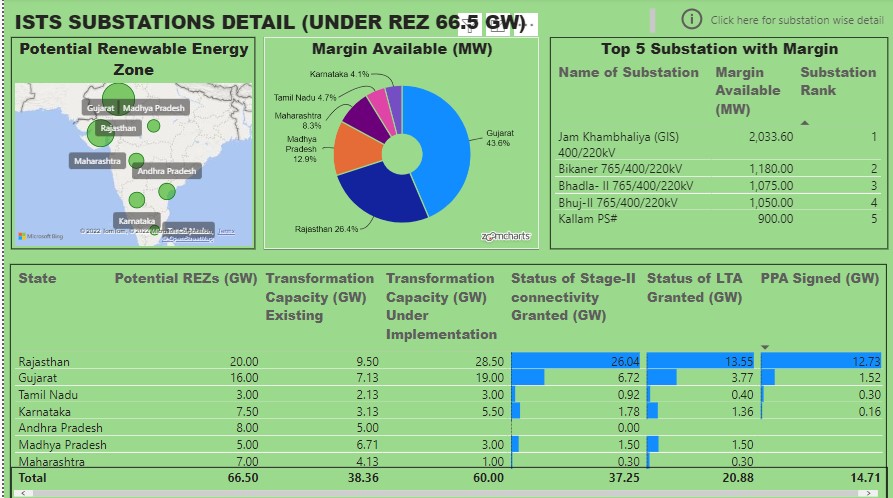 ISTS SUBSTATIONS DETAIL (UNDER REZ 66.5 GW)
Click here for substation wise detail
Potential Renewable Energy
Zone
Gujarat
Madhya Pradesh
Rajasthan
Maharashtra
Andhra Pradesh
Karnataka
Tamil Nadu
Microsoft Bing
© 2022 TomTom, © 2022
Terms
© OpenStreetMap
Margin Available (MW)
Karnataka 4.1%
Tamil Nadu 4.7%
Maharashtra
8.3%
Madhya
Pradesh
12.9%
Gujarat
43.6%
Rajasthan 26.4%
zoomcharts
Top 5 Substation with Margin
Name of Substation Margin Substation
Available Rank
(MW)
Jam Khambhaliya (GIS) 2,033.60 1
400/220kV
Bikaner 765/400/220kV 1,180.00 2
Bhadla- II 765/400/220kV 1,075.00 3
Bhuj-II 765/400/220kV 1,050.00 4
Kallam PS# 900.00 5
State Potential REZs (GW) Transformation Transformation Status of Stage-II Status of LTA PPA Signed (GW)
Capacity (GW) Capacity (GW) connectivity Granted (GW)
Existing Under Granted (GW)
Implementation
Rajasthan 20.00 9.50 28.50 26.04 13.55 12.73
Gujarat 16.00 7.13 19.00 6.72 3.77 1.52
Tamil Nadu 3.00 2.13 3.00 0.92 0.40 0.30
Karnataka 7.50 3.13 5.50 1.78 1.36 0.16
Andhra Pradesh 8.00 5.00 0.00
Madhya Pradesh 5.00 6.71 3.00 1.50 1.50
Maharashtra 7.00 4.13 1.00 0.30 0.30
Total 66.50 38.36 60.00 37.25 20.88 14.71